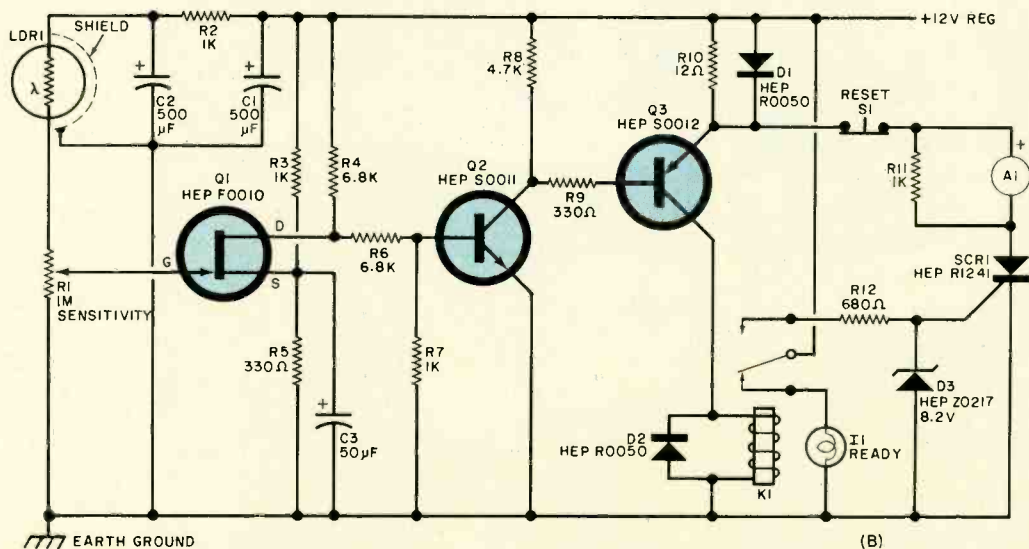 LDR1
SHIELD
λ
R2
1K
+
C2
500
µF
+
C1
500
µF
R1
1M
SENSITIVITY
EARTH GROUND
Q1
HEP F0010
G
D
S
R3
1K
R4
6.8K
R5
330Ω
R6
6.8K
+
C3
50µF
R7
1K
Q2
HEP S0011
R8
4.7K
R9
330Ω
Q3
HEP S0012
R10
12Ω
D1
HEP
R0050
+12V REG
RESET
S1
R11
1K
+
A1
SCR1
HEP R1241
R12
680Ω
D3
HEP Z0217
8.2V
D2
HEP R0050
K1
I1
READY
(B)